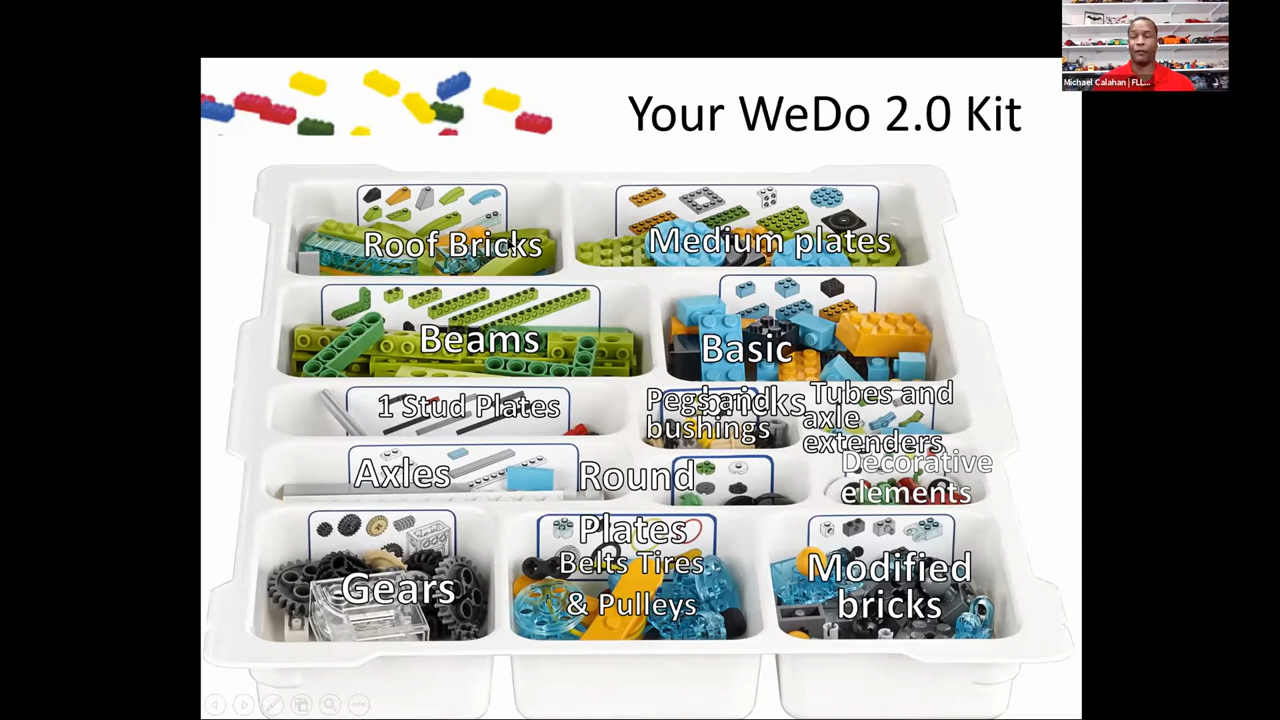 Michael Calahan | FLL...
Your WeDo 2.0 Kit
Roof Bricks
Medium plates
Beams
Basic
bricks
1 Stud Plates
Pegs and
bushings
Tubes and
axle
extenders
Axles
Round
Plates
Decorative
elements
Gears
Belts Tires
& Pulleys
Modified
bricks